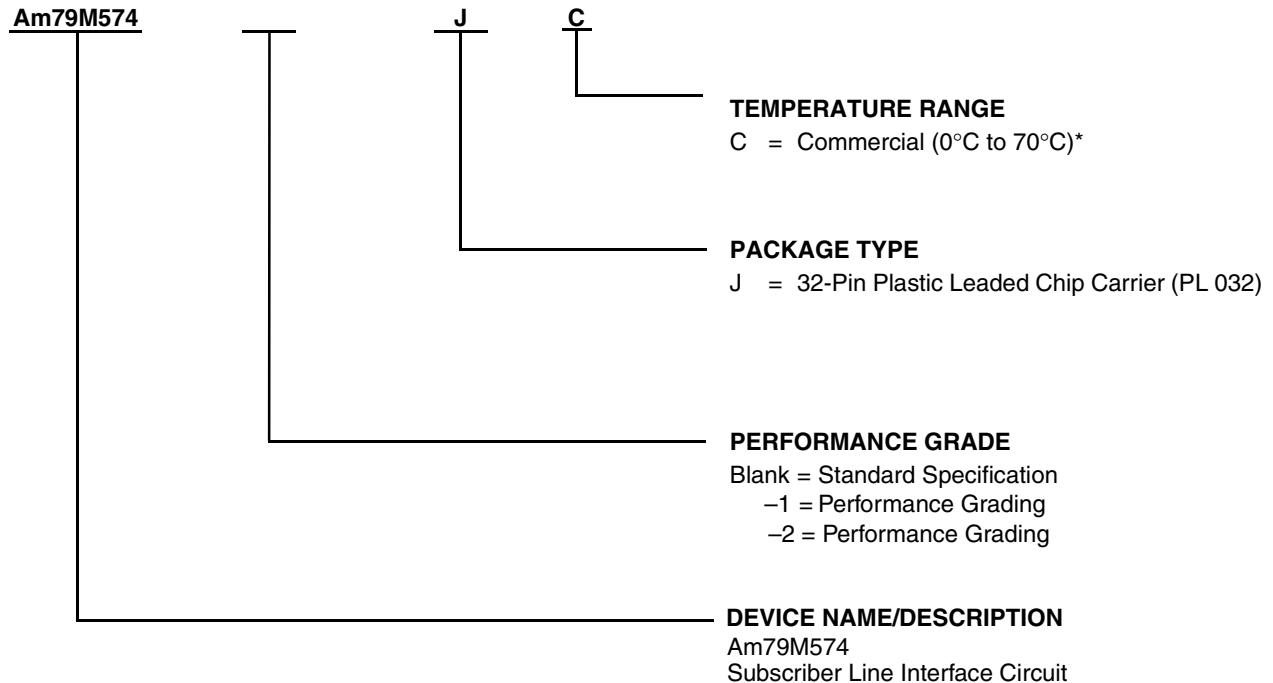 Am79M574 J C
TEMPERATURE RANGE
C = Commercial (0°C to 70°C)*
PACKAGE TYPE
J = 32-Pin Plastic Leaded Chip Carrier (PL 032)
PERFORMANCE GRADE
Blank = Standard Specification
–1 = Performance Grading
–2 = Performance Grading
DEVICE NAME/DESCRIPTION
Am79M574
Subscriber Line Interface Circuit